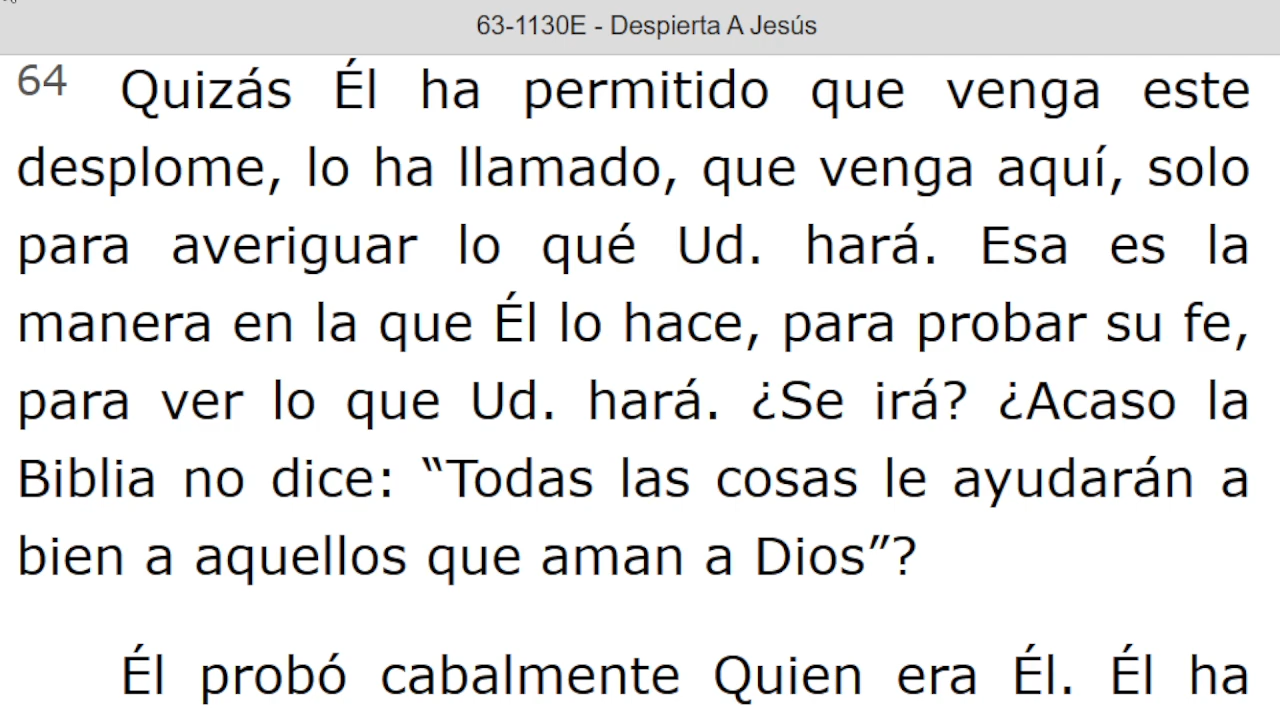 63-1130E - Despierta A Jesús
64 Quizás Él ha permitido que venga este
desplome, lo ha llamado, que venga aquí, solo
para averiguar lo qué Ud. hará. Esa es la
manera en la que Él lo hace, para probar su fe,
para ver lo que Ud. hará. ¿Se irá? ¿Acaso la
Biblia no dice: “Todas las cosas le ayudarán a
bien a aquellos que aman a Dios”?
Él probó cabalmente Quien era Él. Él ha